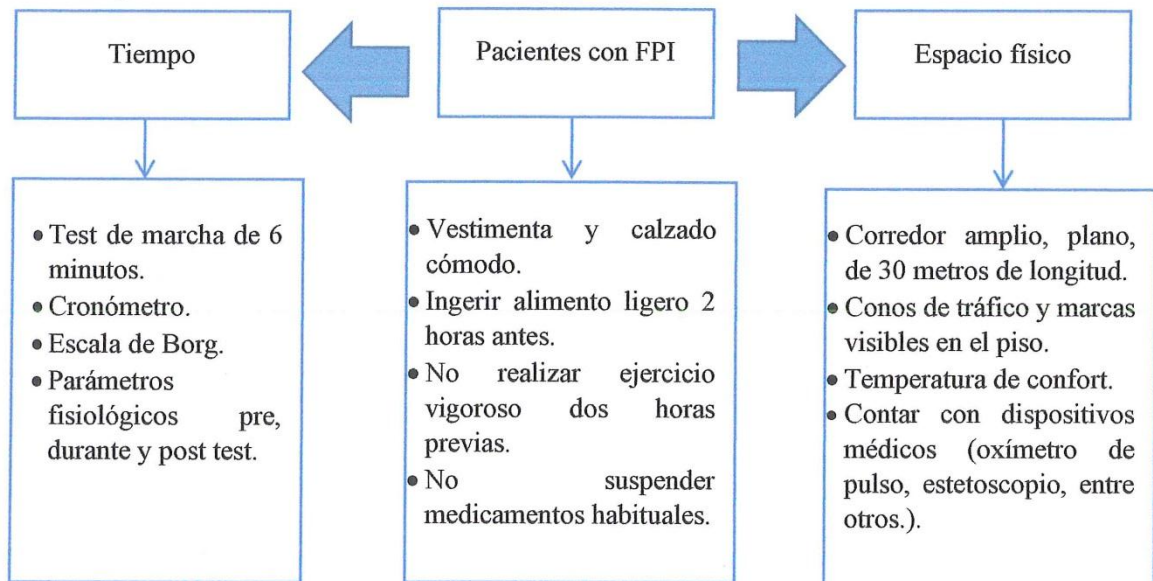 Tiempo
Pacientes con FPI
Espacio físico
• Test de marcha de 6
minutos.
• Cronómetro.
• Escala de Borg.
• Parámetros
fisiológicos pre,
durante y post test.
• Vestimenta y calzado
cómodo.
• Ingerir alimento ligero 2
horas antes.
• No realizar ejercicio
vigoroso dos horas
previas.
• No suspender
medicamentos habituales.
• Corredor amplio, plano,
de 30 metros de longitud.
• Conos de tráfico y marcas
visibles en el piso.
• Temperatura de confort.
• Contar con dispositivos
médicos (oxímetro de
pulso, estetoscopio, entre
otros.).